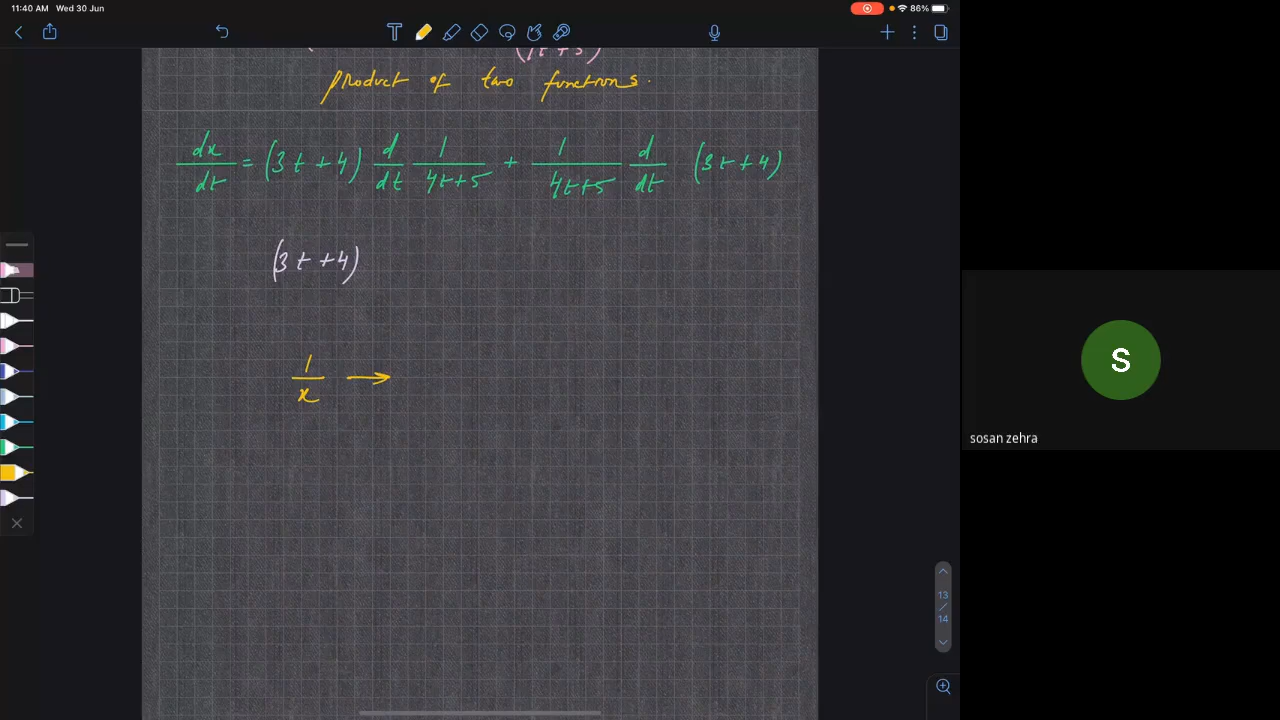 11:40 AM Wed 30 Jun
86%
product of two functions.
dx/dt = (3t+4) d/dt 1/4t+5 + 1/4t+5 d/dt (3t+4)
(3t+4)
1/x →
13
/
14
S
sosan zehra